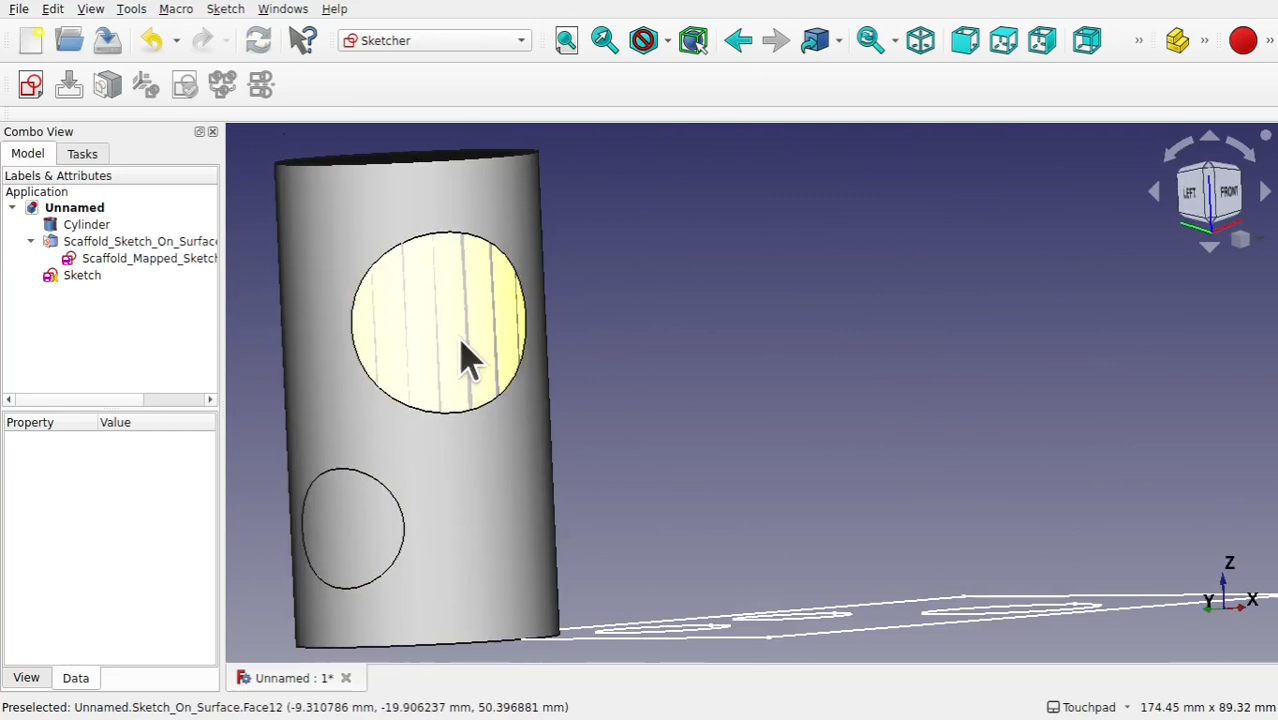 File Edit View Tools Macro Sketch Windows Help
Sketcher
Combo View
Model Tasks
Labels & Attributes
Application
Unnamed
Cylinder
Scaffold_Sketch_On_Surface
Scaffold_Mapped_Sketch
Sketch
LEFT FRONT
Property Value
Z
Y X
View Data
Unnamed : 1*
Preselected: Unnamed.Sketch_On_Surface.Face12 (-9.310786 mm, -19.906237 mm, 50.396881 mm)
Touchpad 174.45 mm x 89.32 mm